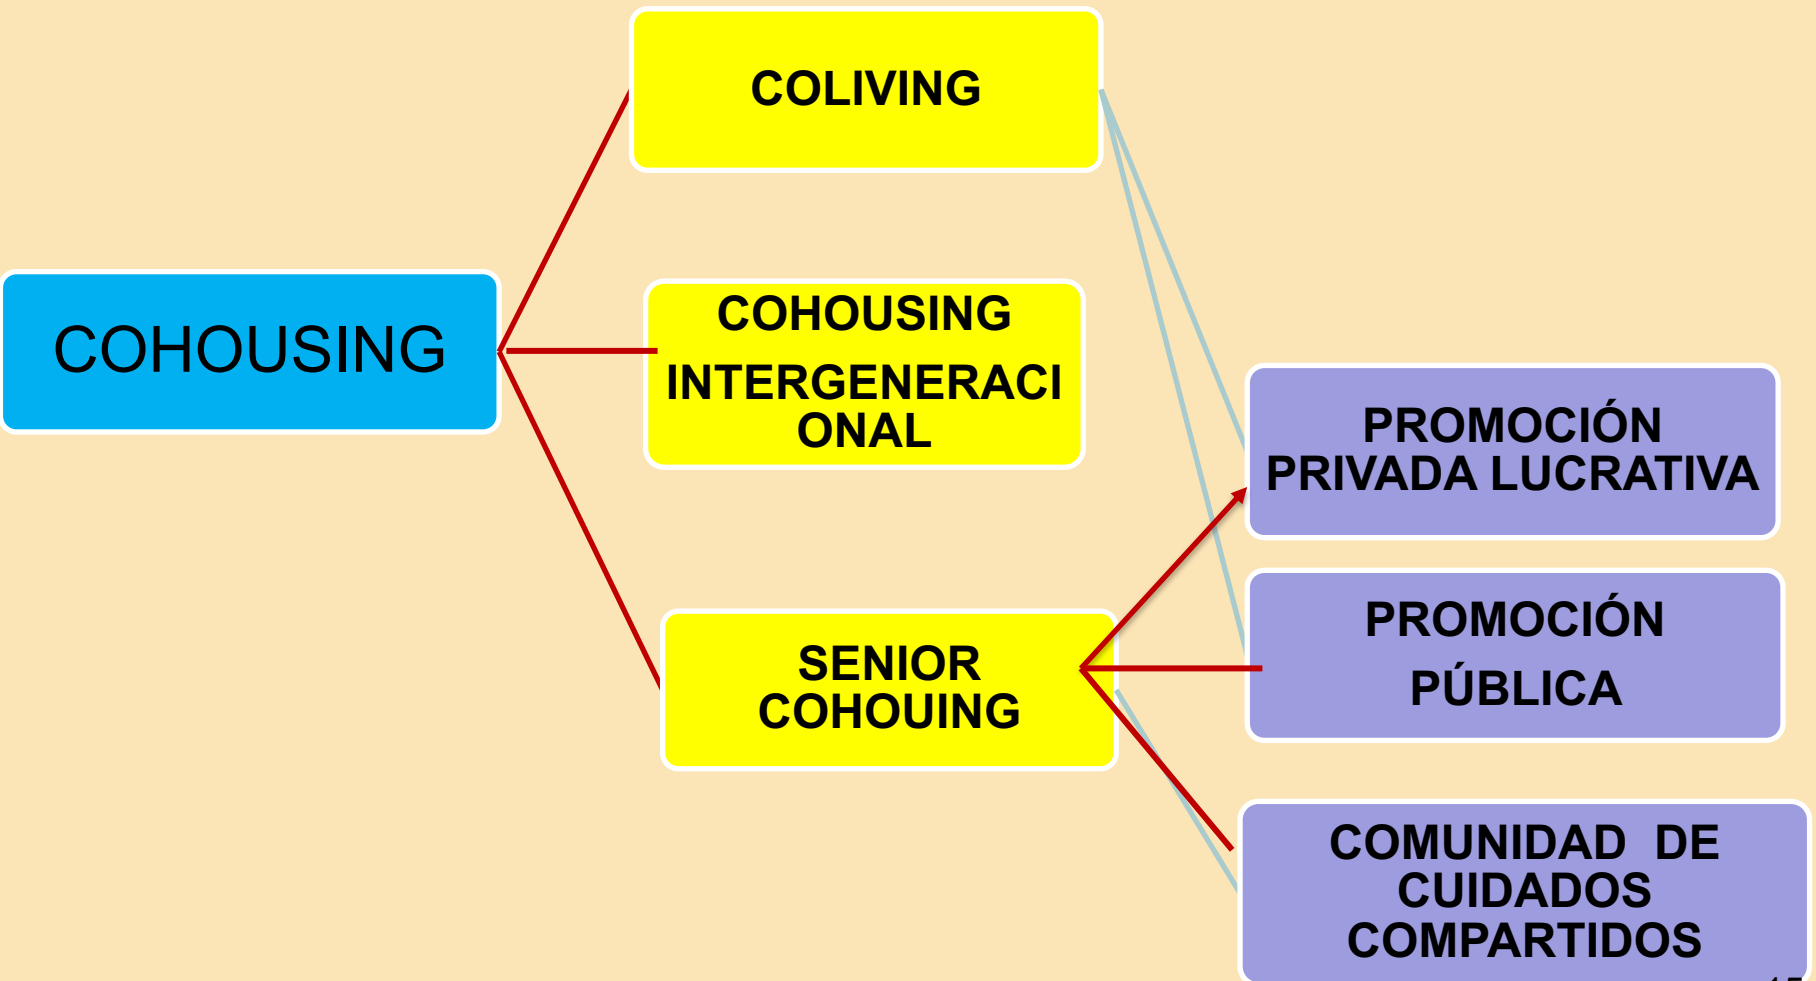 COLIVING
COHOUSING
COHOUSING
INTERGENERACI
ONAL
SENIOR
COHOUING
PROMOCIÓN
PRIVADA LUCRATIVA
PROMOCIÓN
PÚBLICA
COMUNIDAD DE
CUIDADOS
COMPARTIDOS